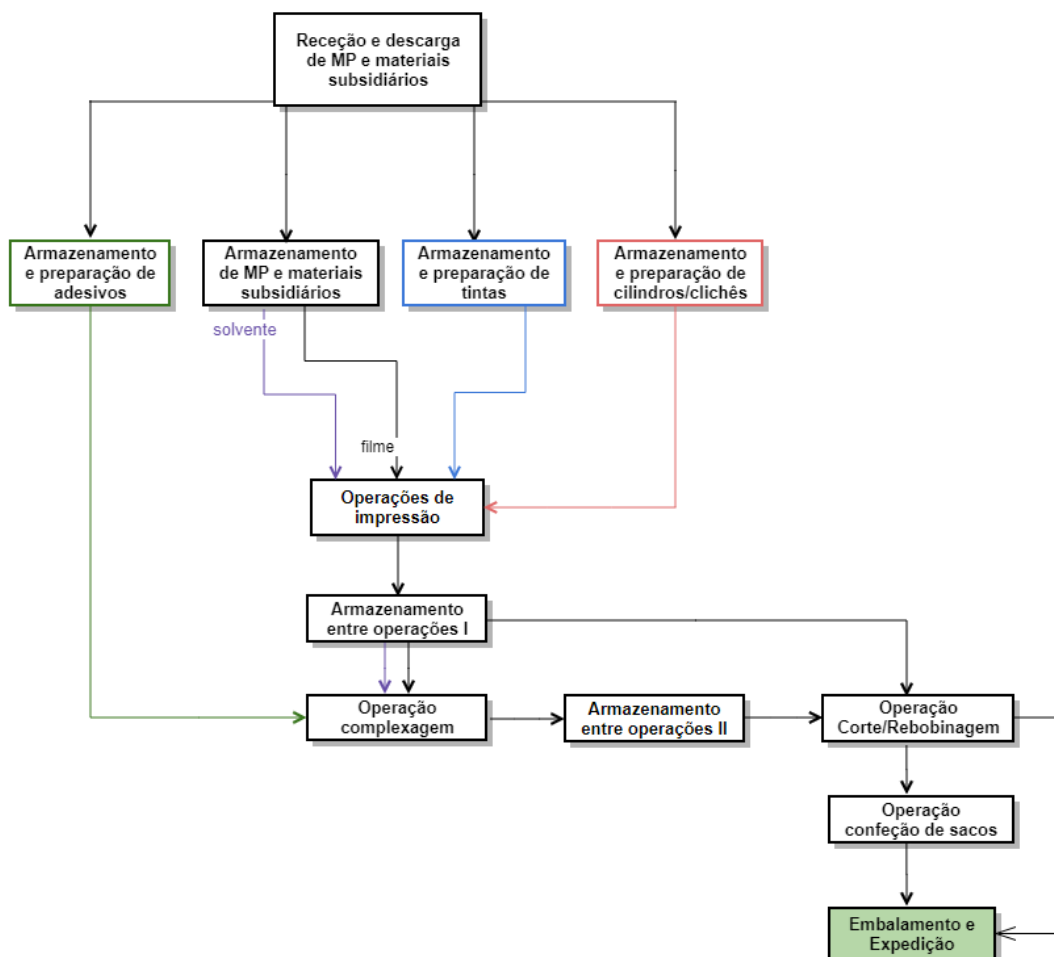 Receção e descarga
de MP e materiais
subsidiários
Armazenamento
e preparação de
adesivos
Armazenamento
de MP e materiais
subsidiários
Armazenamento
e preparação de
tintas
Armazenamento
e preparação de
cilindros/clichês
solvente
filme
Operações de
impressão
Armazenamento
entre operações I
Operação
complexagem
Armazenamento
entre operações II
Operação
Corte/Rebobinagem
Operação
confeção de sacos
Embalamento e
Expedição